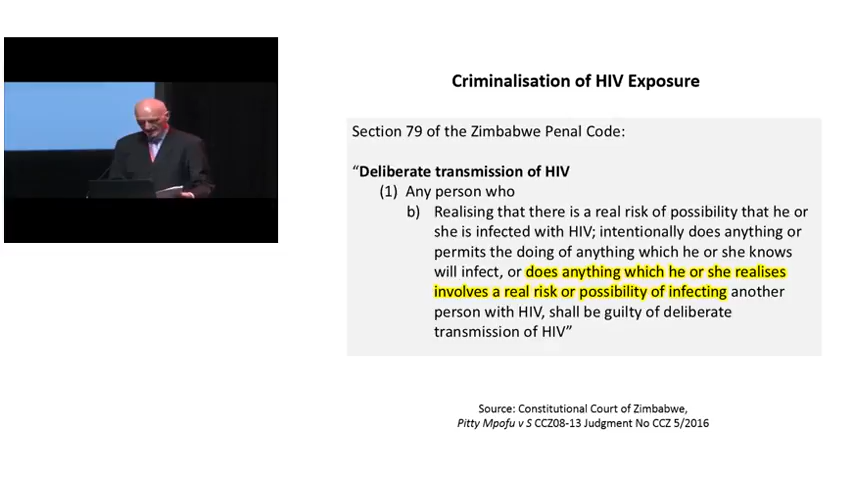 Criminalisation of HIV Exposure
Section 79 of the Zimbabwe Penal Code:
“Deliberate transmission of HIV
(1) Any person who
b) Realising that there is a real risk of possibility that he or
she is infected with HIV; intentionally does anything or
permits the doing of anything which he or she knows
will infect, or does anything which he or she realises
involves a real risk or possibility of infecting another
person with HIV, shall be guilty of deliberate
transmission of HIV”
Source: Constitutional Court of Zimbabwe,
Pitty Mpofu v S CCZ08-13 Judgment No CCZ 5/2016